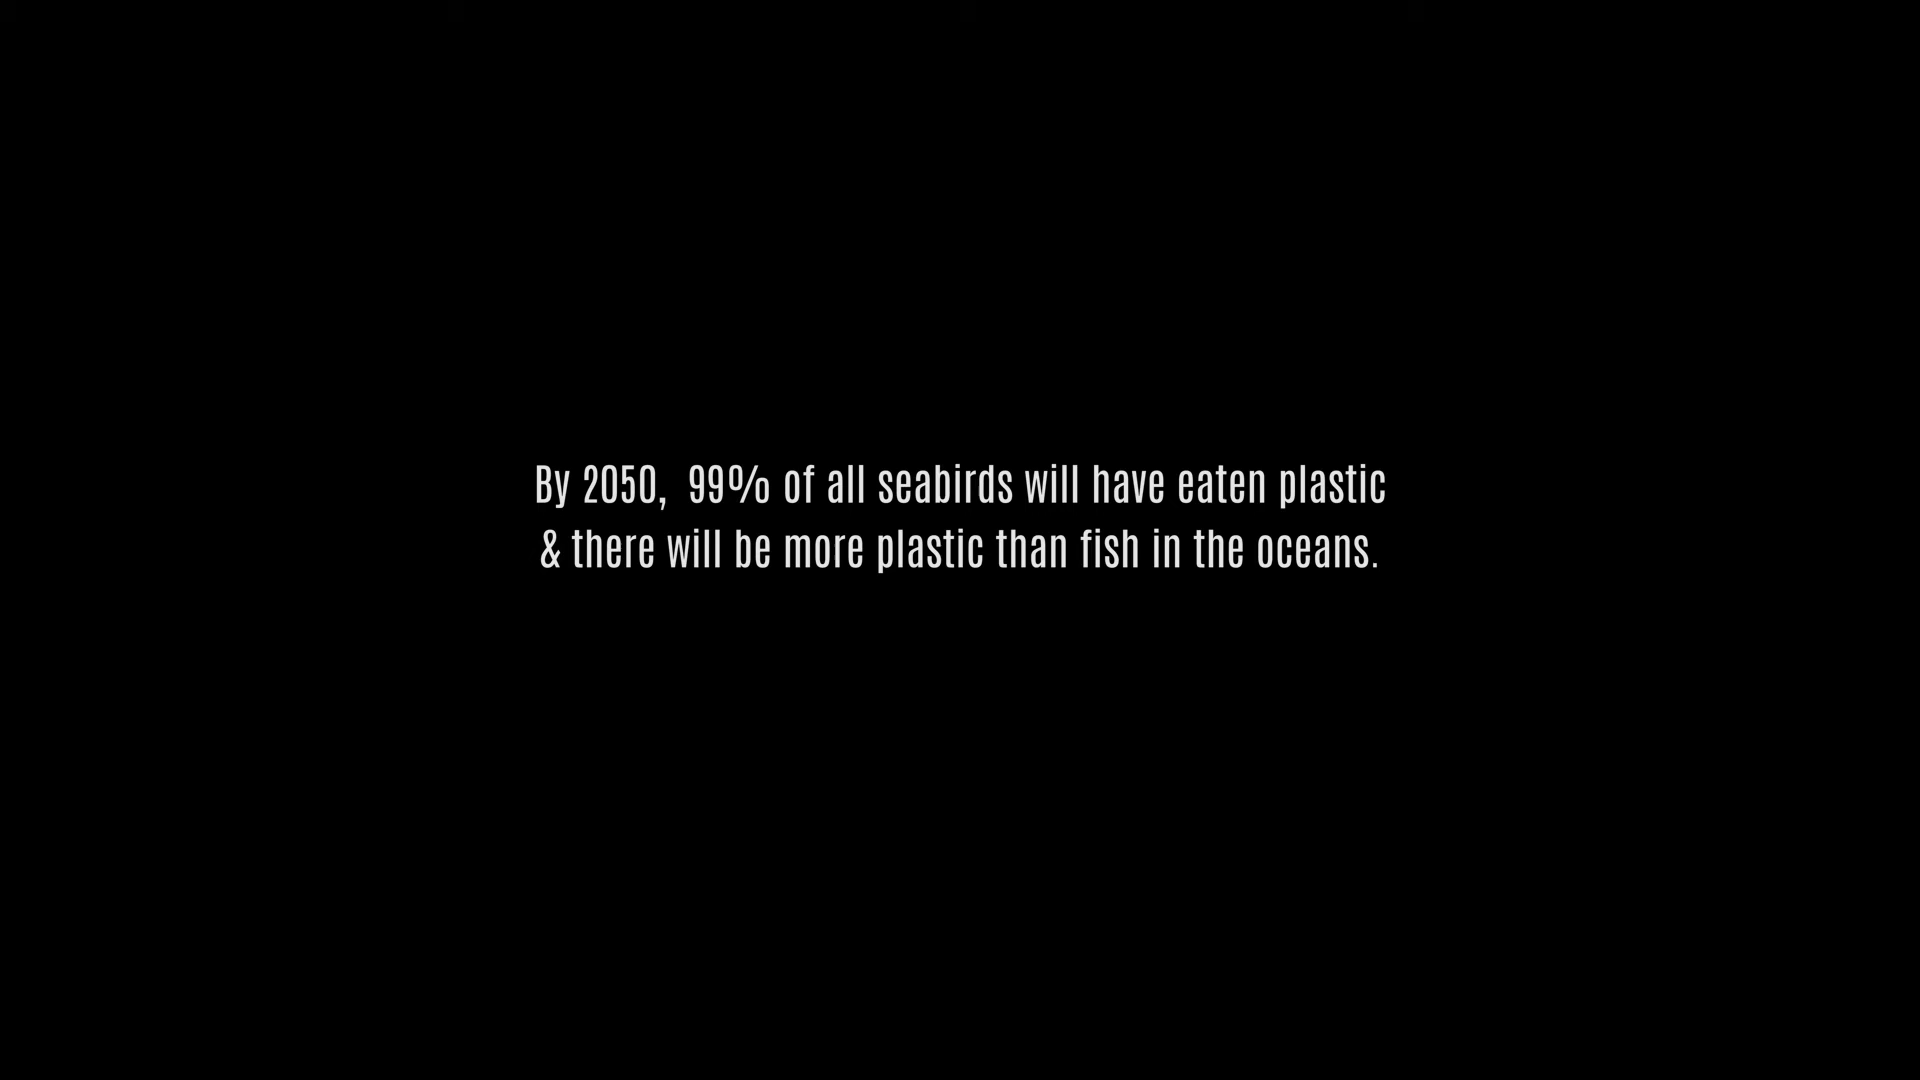 By 2050, 99% of all seabirds will have eaten plastic
& there will be more plastic than fish in the oceans.